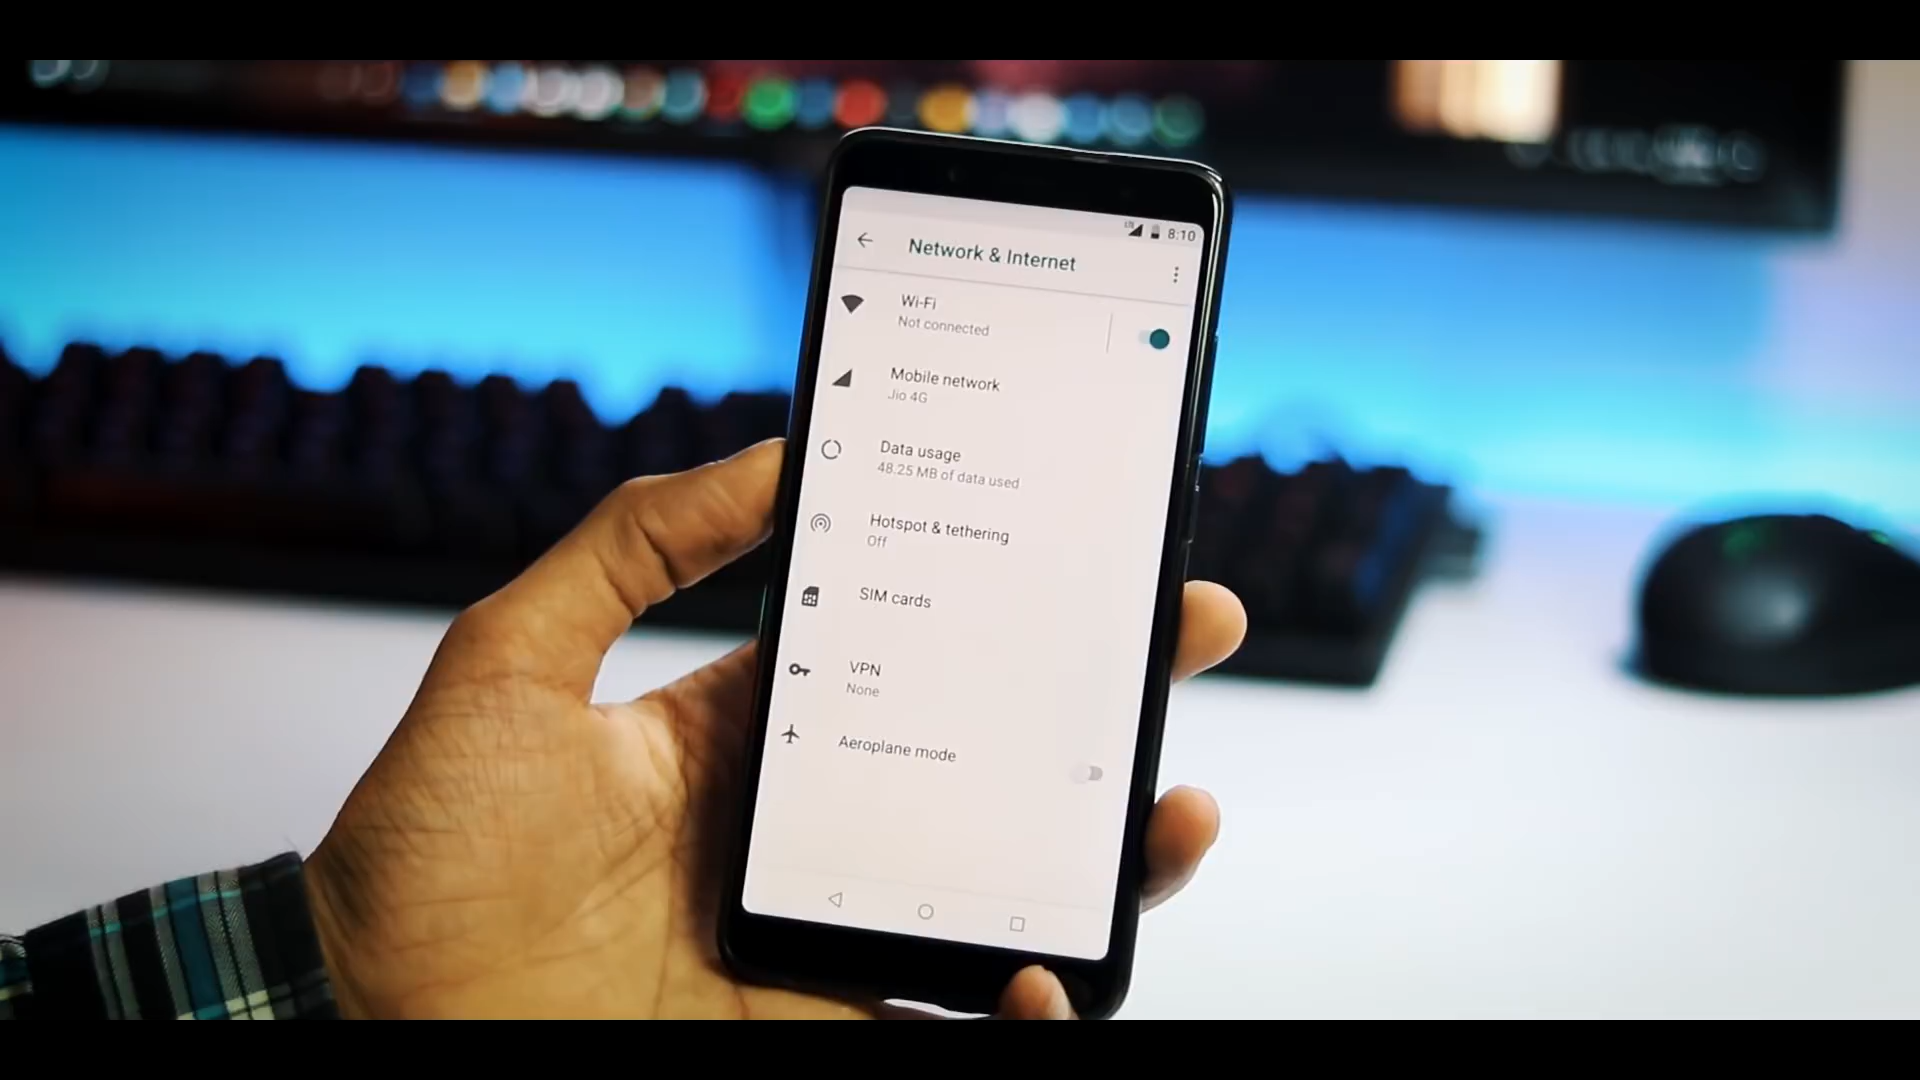 LTE 8:10
Network & Internet
Wi-Fi
Not connected
Mobile network
Jio 4G
Data usage
48.25 MB of data used
Hotspot & tethering
Off
SIM cards
VPN
None
Aeroplane mode